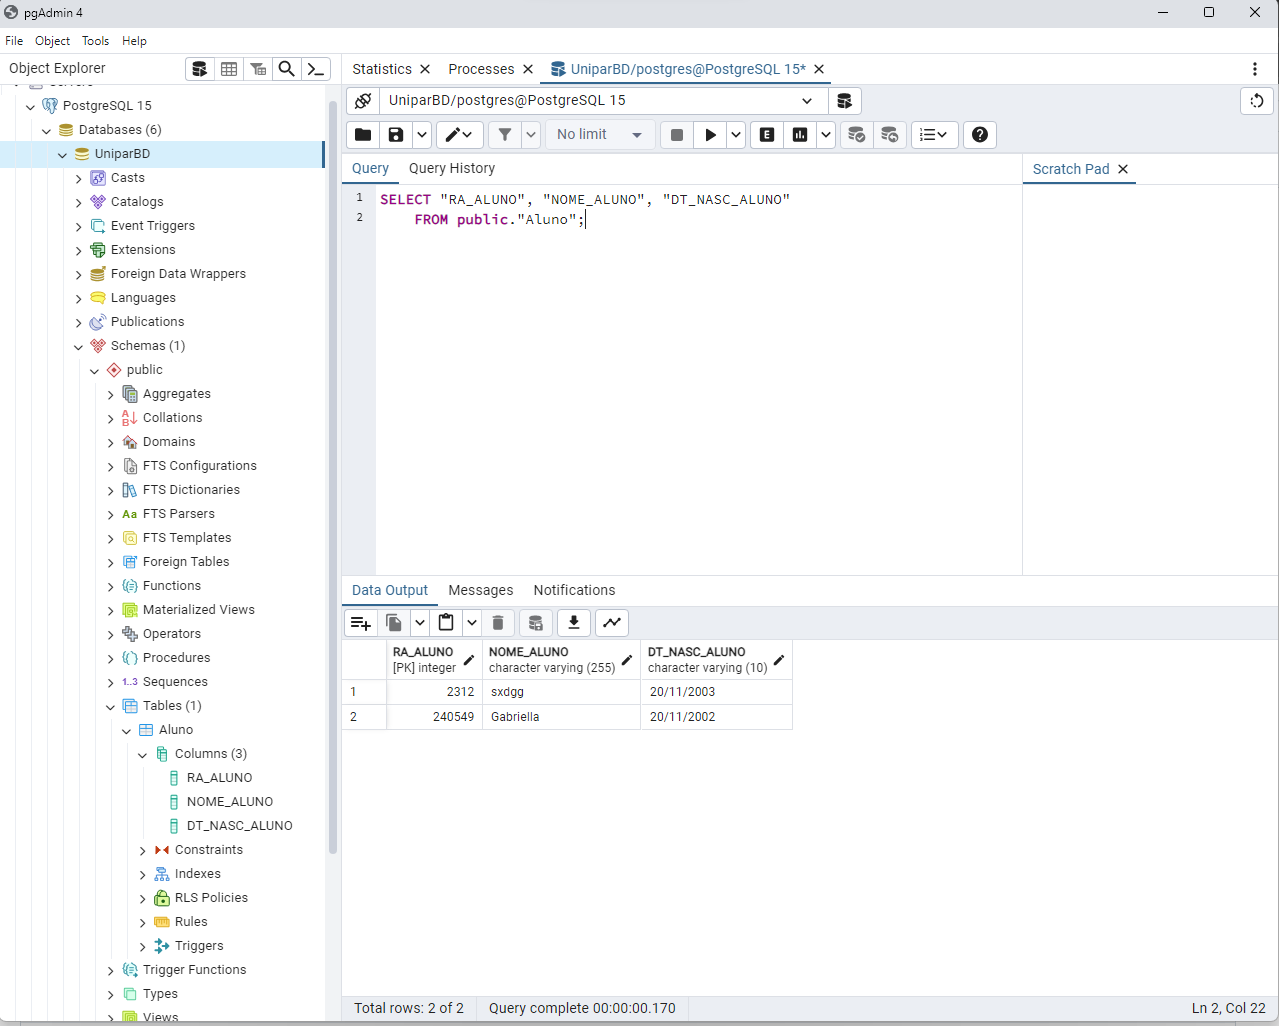 pgAdmin 4
File Object Tools Help
Object Explorer
Servers
PostgreSQL 15
Databases (6)
UniparBD
Casts
Catalogs
Event Triggers
Extensions
Foreign Data Wrappers
Languages
Publications
Schemas (1)
public
Aggregates
Collations
Domains
FTS Configurations
FTS Dictionaries
Aa FTS Parsers
FTS Templates
Foreign Tables
Functions
Materialized Views
Operators
Procedures
1..3 Sequences
Tables (1)
Aluno
Columns (3)
RA_ALUNO
NOME_ALUNO
DT_NASC_ALUNO
Constraints
Indexes
RLS Policies
Rules
Triggers
Trigger Functions
Types
Views
Statistics Processes UniparBD/postgres@PostgreSQL 15*
UniparBD/postgres@PostgreSQL 15
No limit E
Query Query History Scratch Pad
1 SELECT "RA_ALUNO", "NOME_ALUNO", "DT_NASC_ALUNO"
2 FROM public."Aluno";
Data Output Messages Notifications
RA_ALUNO NOME_ALUNO DT_NASC_ALUNO
[PK] integer character varying (255) character varying (10)
1 2312 sxdgg 20/11/2003
2 240549 Gabriella 20/11/2002
Total rows: 2 of 2 Query complete 00:00:00.170 Ln 2, Col 22